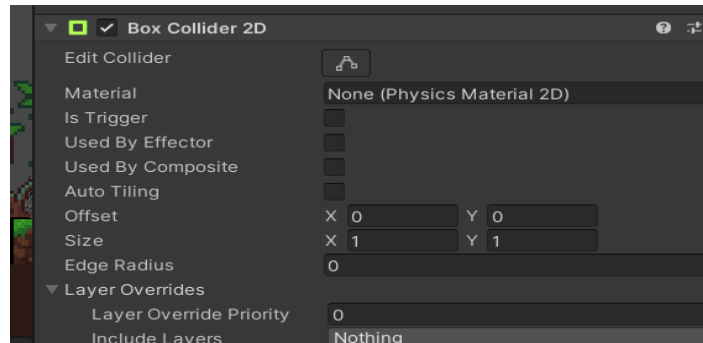 Box Collider 2D
Edit Collider
Material None (Physics Material 2D)
Is Trigger
Used By Effector
Used By Composite
Auto Tiling
Offset X 0 Y 0
Size X 1 Y 1
Edge Radius 0
Layer Overrides
Layer Override Priority 0
Include Layers Nothing